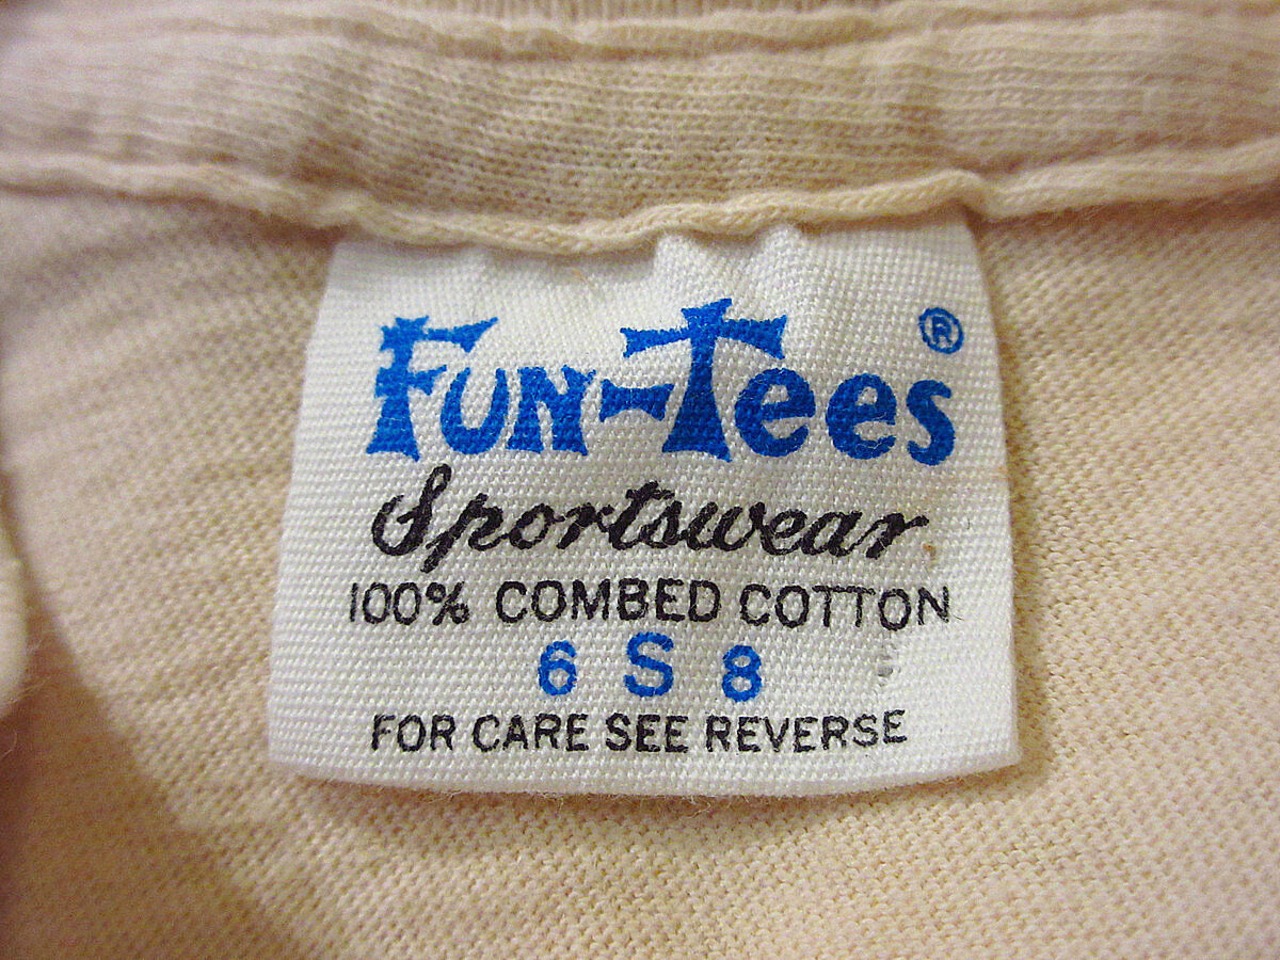 Fun-Tees ®
Sportswear
100% COMBED COTTON
6 S 8
FOR CARE SEE REVERSE